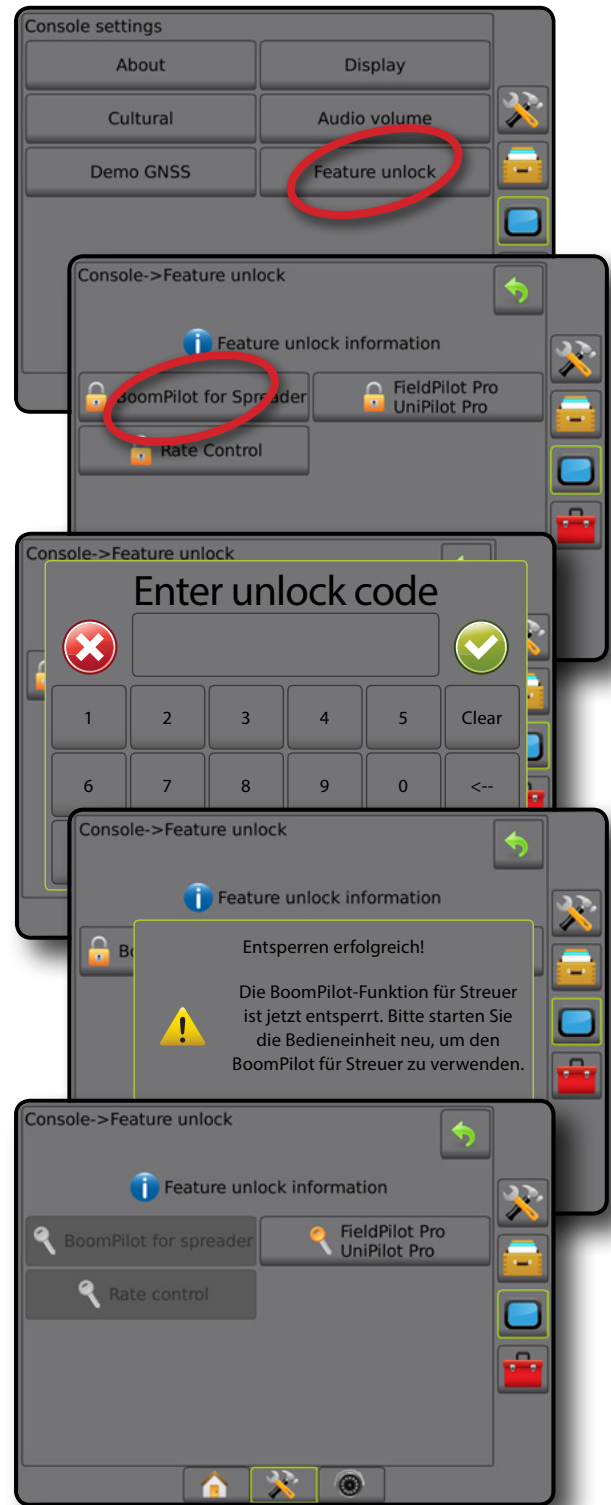 Console settings
About
Display
Cultural
Audio volume
Demo GNSS
Feature unlock
Console->Feature unlock
Feature unlock information
BoomPilot for Spreader
FieldPilot Pro
UniPilot Pro
Rate Control
Console->Feature unlock
Enter unlock code
1 2 3 4 5 Clear
6 7 8 9 0 <--
Console->Feature unlock
Feature unlock information
Bo
Entsperren erfolgreich!
Die BoomPilot-Funktion für Streuer
ist jetzt entsperrt. Bitte starten Sie
die Bedieneinheit neu, um den
BoomPilot für Streuer zu verwenden.
Console->Feature unlock
Feature unlock information
BoomPilot for spreader
FieldPilot Pro
UniPilot Pro
Rate control